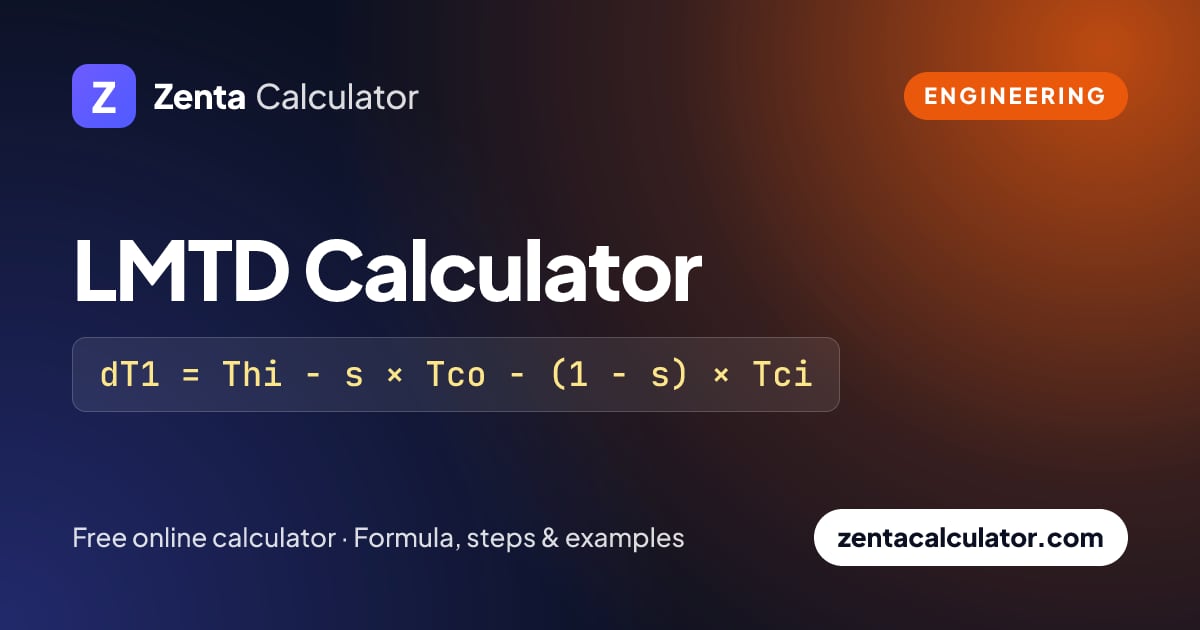 Z
Zenta Calculator
ENGINEERING
LMTD Calculator
dT1 = Thi - s × Tco - (1 - s) × Tci
Free online calculator · Formula, steps & examples
zentacalculator.com